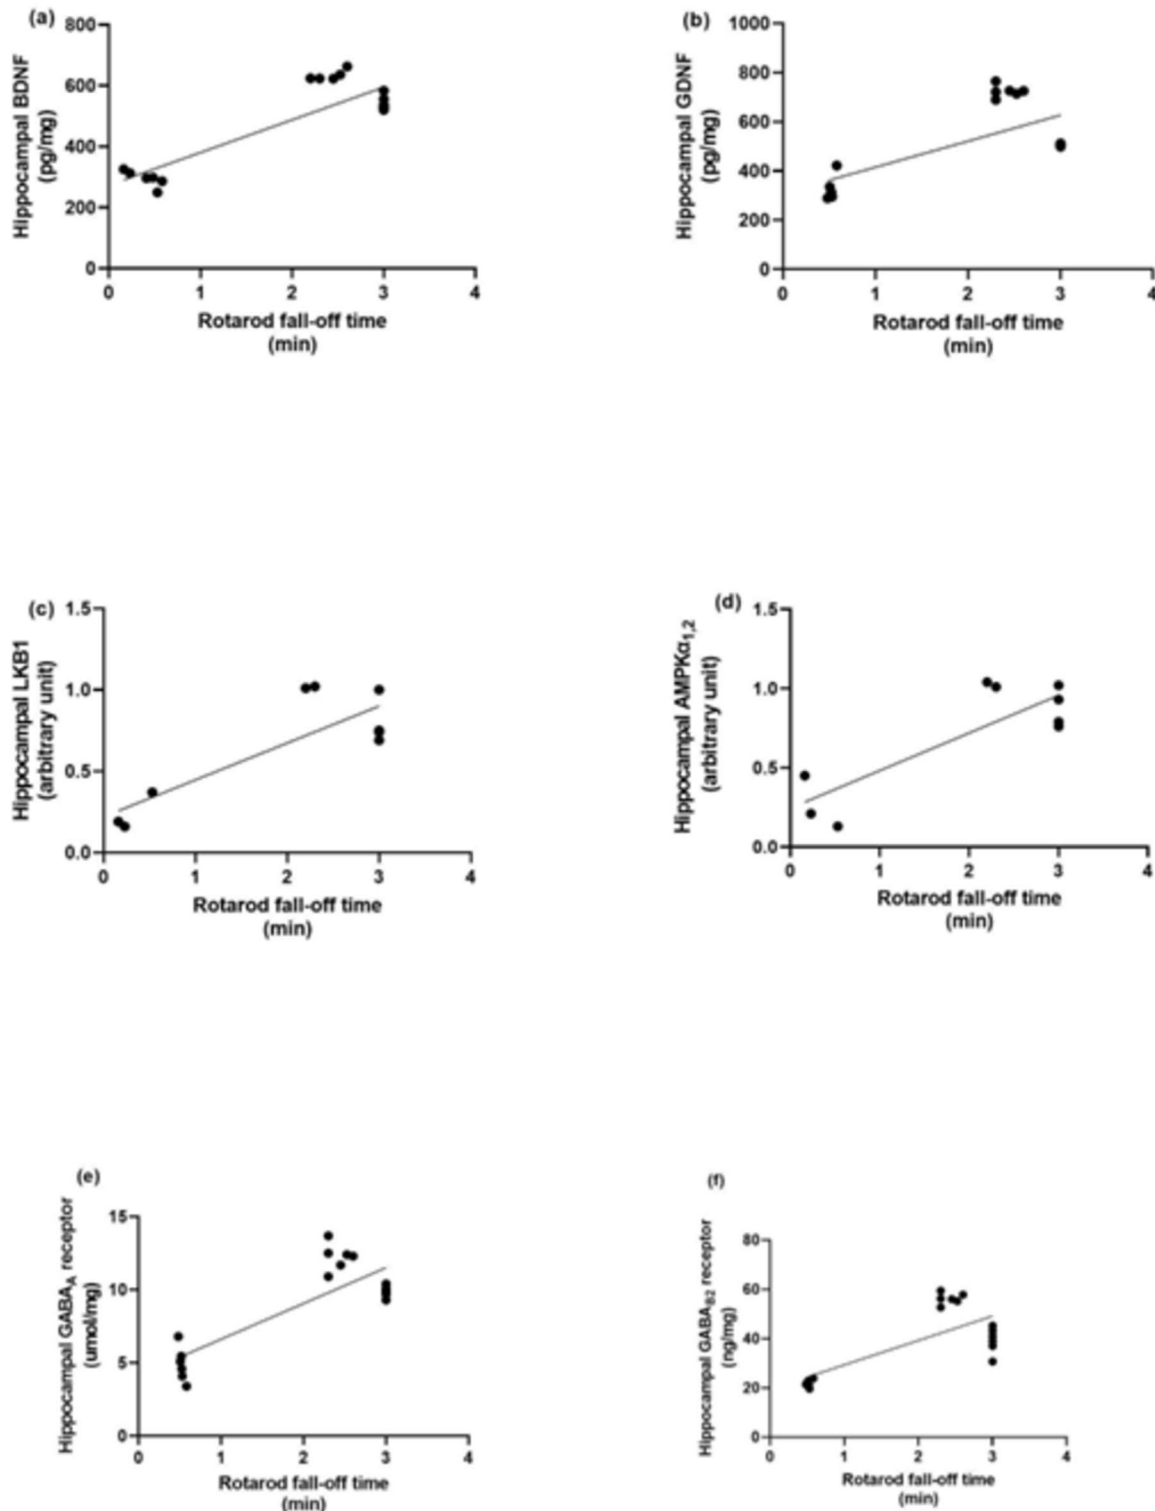 (a)
Hippocampal BDNF
(pg/mg)
800
600
400
200
0
0 1 2 3 4
Rotarod fall-off time
(min)
(b)
Hippocampal GDNF
(pg/mg)
1000
800
600
400
200
0
0 1 2 3 4
Rotarod fall-off time
(min)
(c)
Hippocampal LKB1
(arbitrary unit)
1.5
1.0
0.5
0.0
0 1 2 3 4
Rotarod fall-off time
(min)
(d)
Hippocampal AMPKα1,2
(arbitrary unit)
1.5
1.0
0.5
0.0
0 1 2 3 4
Rotarod fall-off time
(min)
(e)
Hippocampal GABAA receptor
(umol/mg)
15
10
5
0
0 1 2 3 4
Rotarod fall-off time
(min)
(f)
Hippocampal GABAB2 receptor
(ng/mg)
80
60
40
20
0
0 1 2 3 4
Rotarod fall-off time
(min)